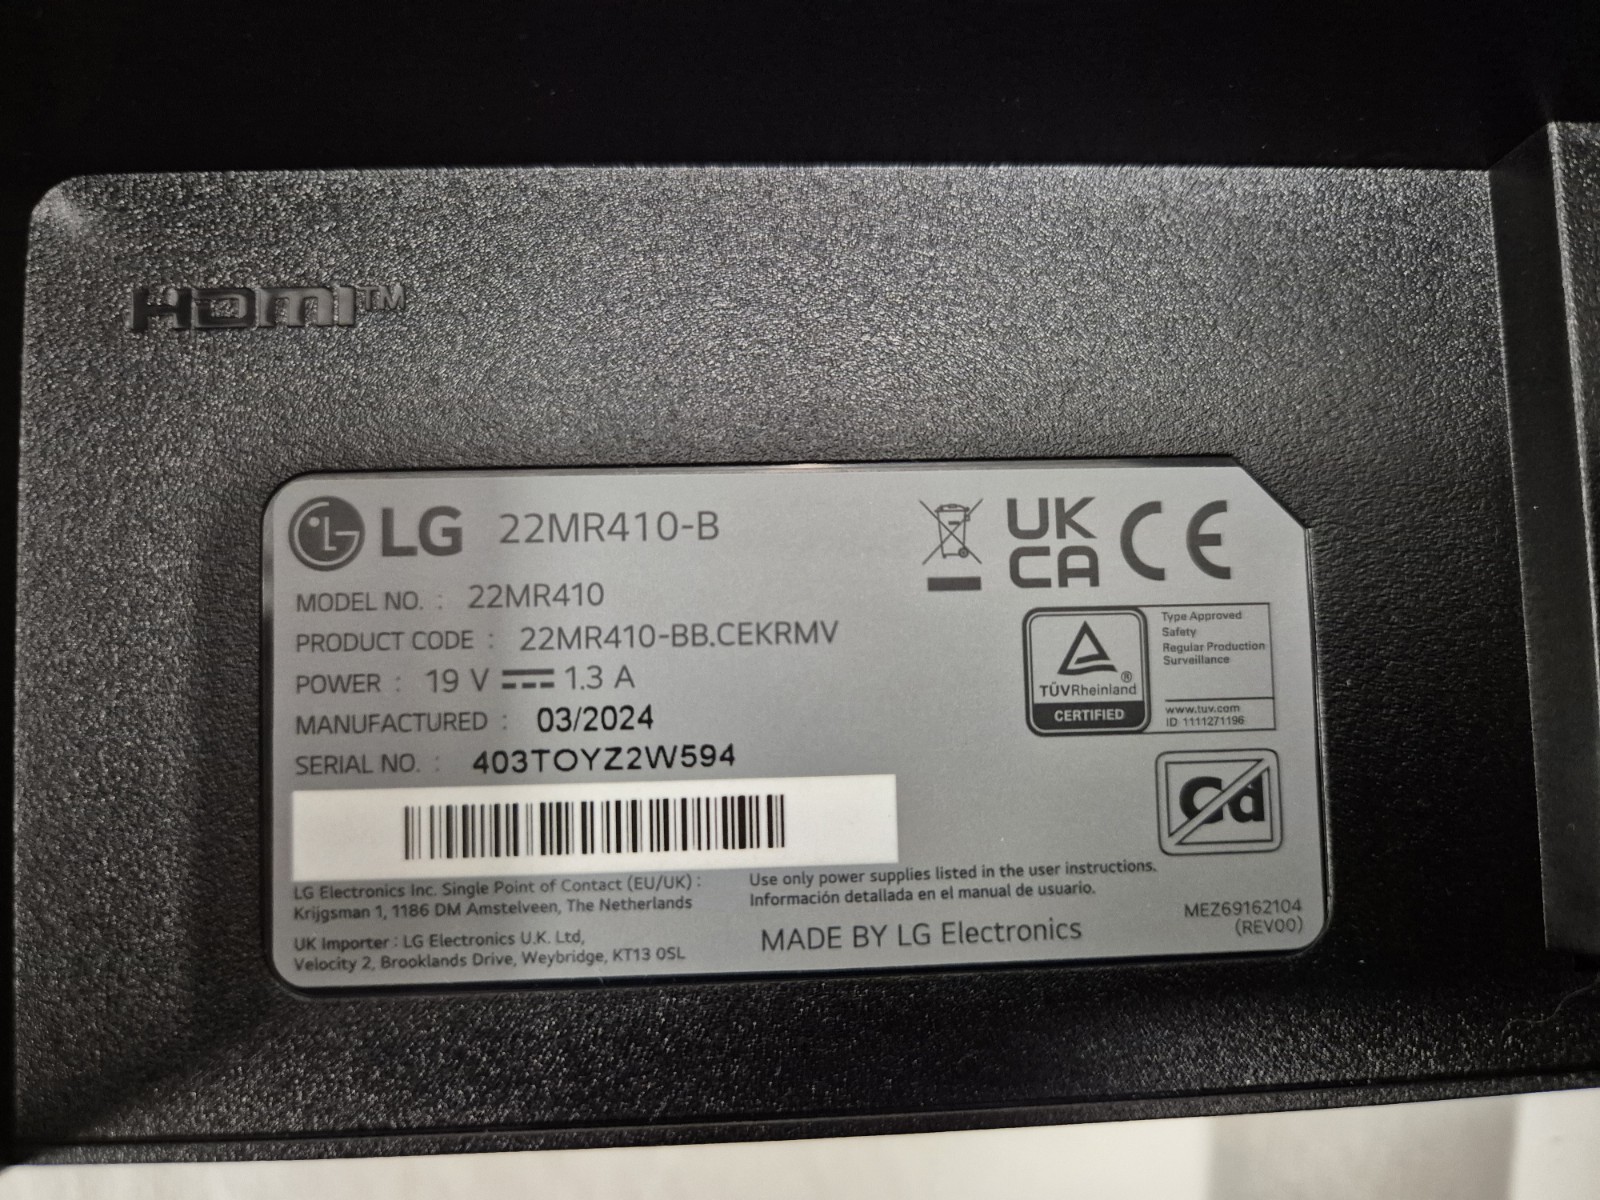 HDMI™
LG 22MR410-B
MODEL NO. : 22MR410
PRODUCT CODE : 22MR410-BB.CEKRMV
POWER : 19 V ⎓ 1.3 A
MANUFACTURED : 03/2024
SERIAL NO. : 403TOYZ2W594
LG Electronics Inc. Single Point of Contact (EU/UK) :
Krijgsman 1, 1186 DM Amstelveen, The Netherlands
UK Importer : LG Electronics U.K. Ltd,
Velocity 2, Brooklands Drive, Weybridge, KT13 0SL
UK
CA
CE
TÜVRheinland®
CERTIFIED
Type Approved
Safety
Regular Production
Surveillance
www.tuv.com
ID 1111271196
Cd
Use only power supplies listed in the user instructions.
Información detallada en el manual de usuario.
MADE BY LG Electronics
MEZ69162104
(REV00)